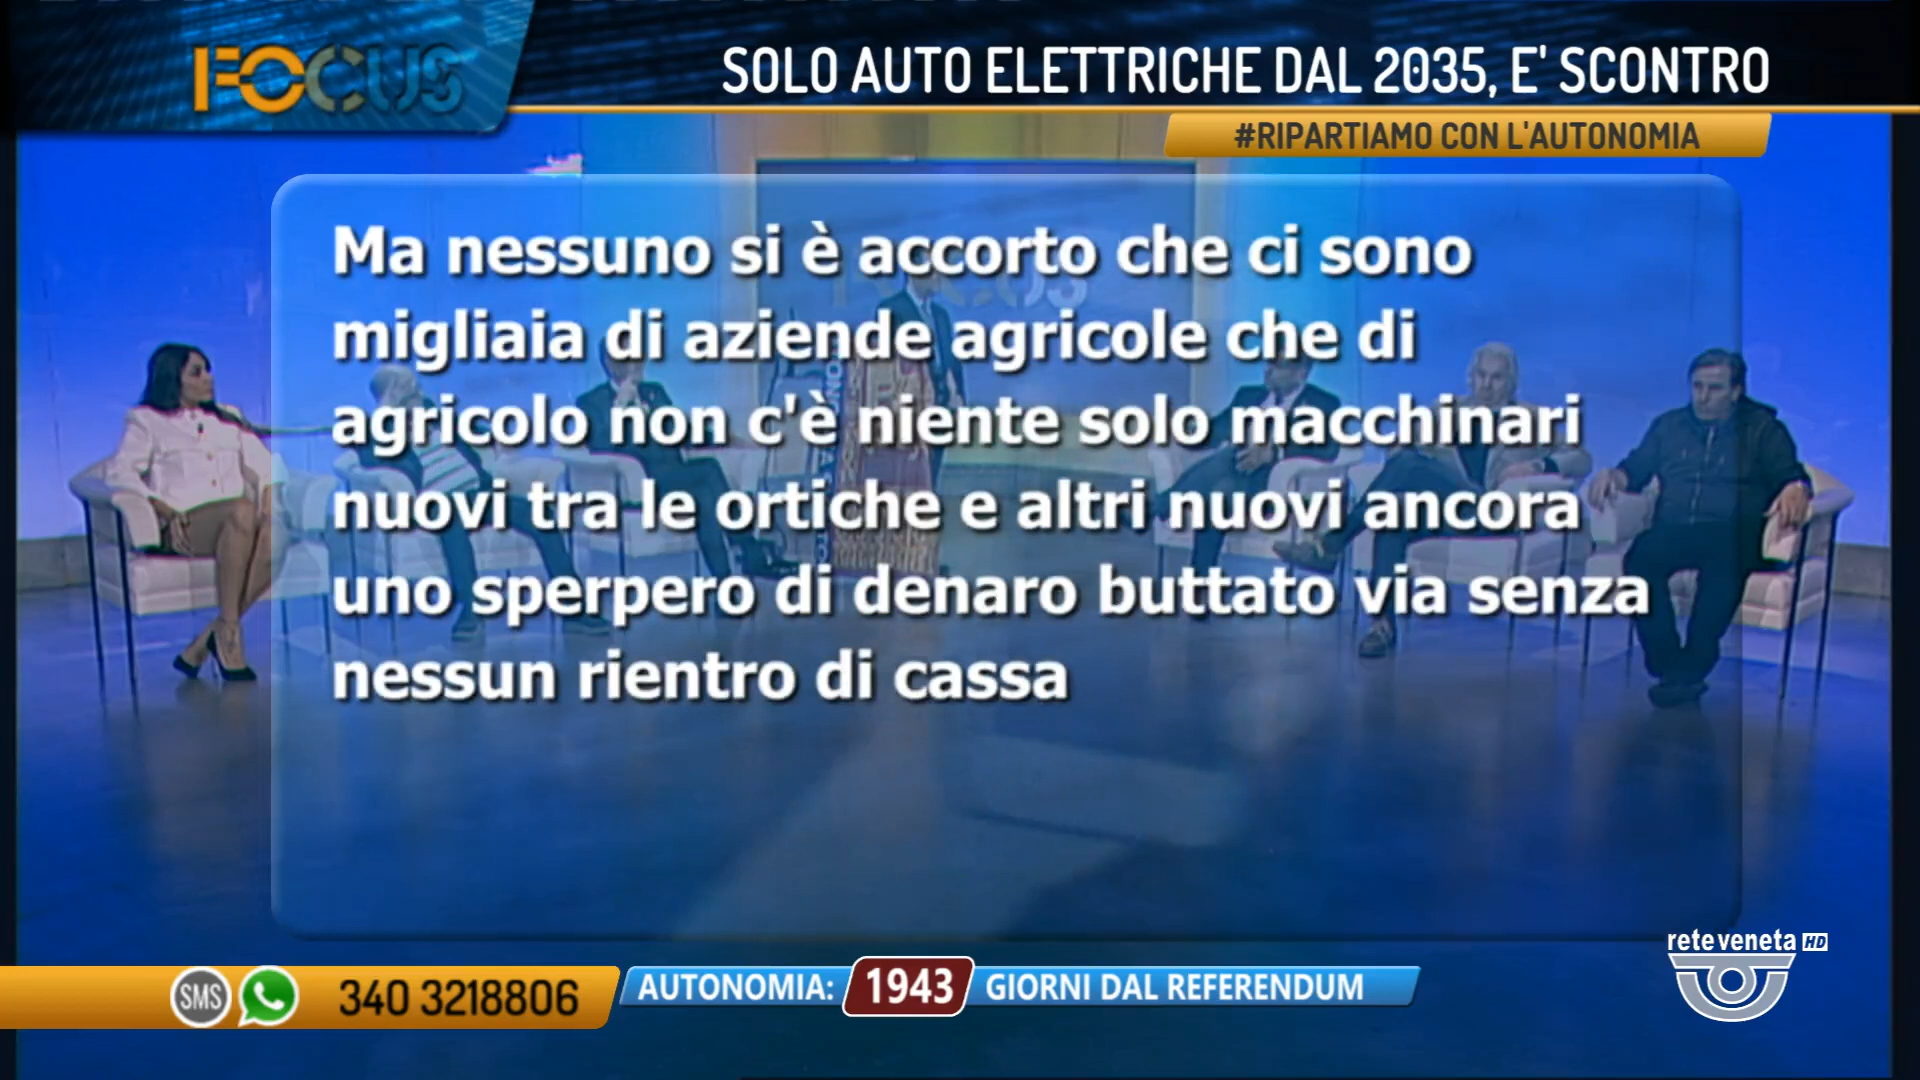 FOCUS
SOLO AUTO ELETTRICHE DAL 2035, E' SCONTRO
#RIPARTIAMO CON L'AUTONOMIA
Ma nessuno si è accorto che ci sono
migliaia di aziende agricole che di
agricolo non c'è niente solo macchinari
nuovi tra le ortiche e altri nuovi ancora
uno sperpero di denaro buttato via senza
nessun rientro di cassa
reteveneta HD
SMS 340 3218806
AUTONOMIA: 1943 GIORNI DAL REFERENDUM